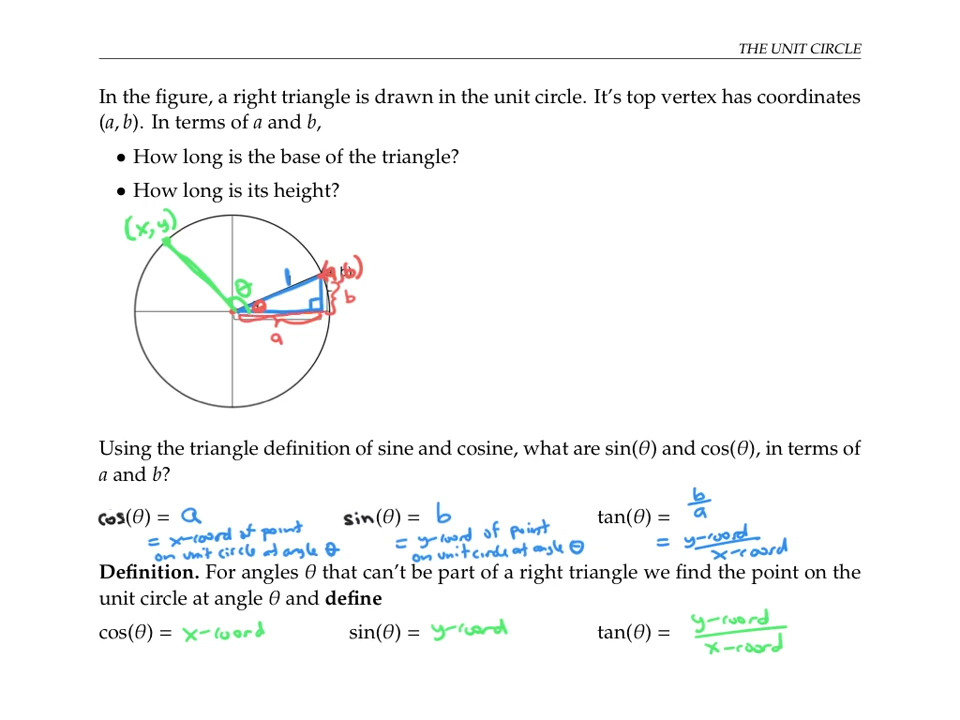 THE UNIT CIRCLE
In the figure, a right triangle is drawn in the unit circle. It's top vertex has coordinates
(a, b). In terms of a and b,
• How long is the base of the triangle?
• How long is its height?
(x,y)
θ
1
(a,b)
θ
b
a
Using the triangle definition of sine and cosine, what are sin(θ) and cos(θ), in terms of
a and b?
cos(θ) = a sin(θ) = b tan(θ) = b/a
= x-coord of point = y-coord of point = y-coord/x-coord
on unit circle at angle θ on unit circle at angle θ
Definition. For angles θ that can't be part of a right triangle we find the point on the
unit circle at angle θ and define
cos(θ) = x-coord sin(θ) = y-coord tan(θ) = y-coord/x-coord